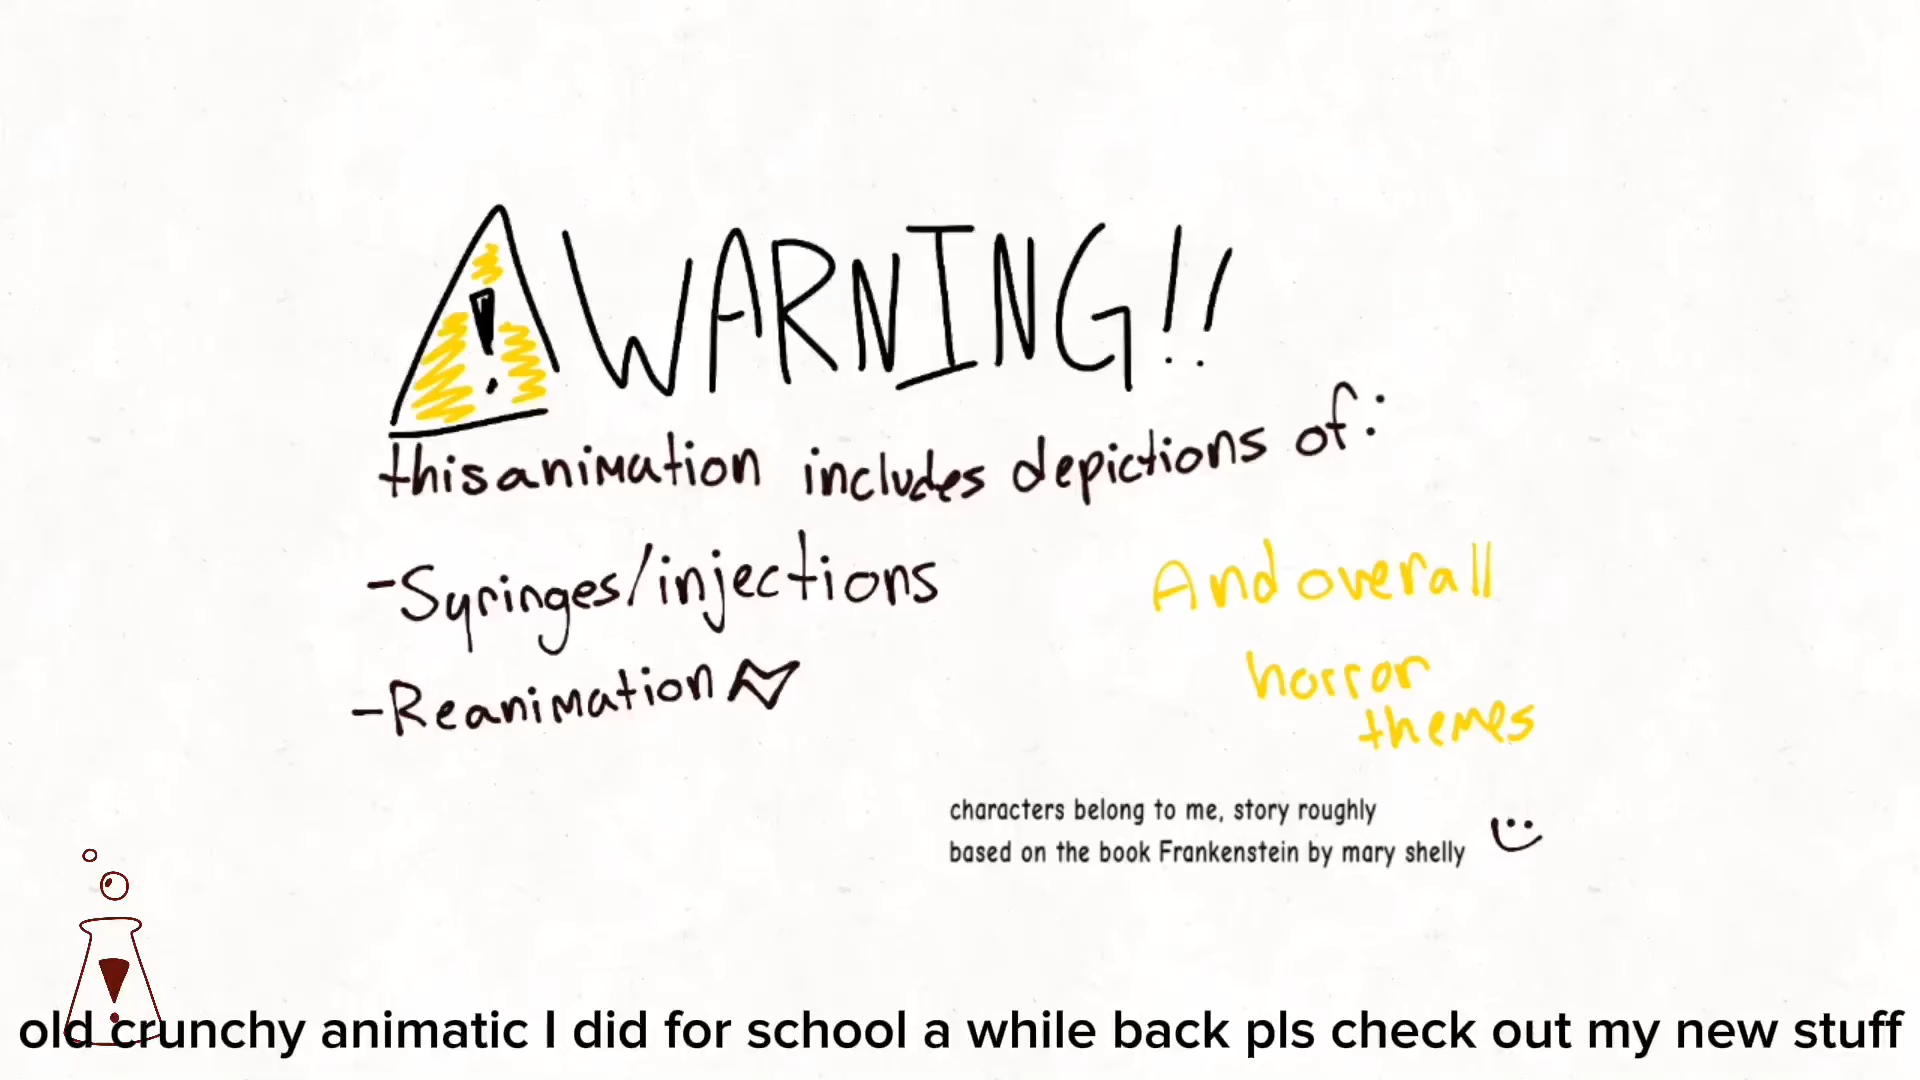 WARNING!!
this animation includes depictions of:
-Syringes/injections
-Reanimation
And overall
horror
themes
characters belong to me, story roughly
based on the book Frankenstein by mary shelly
old crunchy animatic I did for school a while back pls check out my new stuff